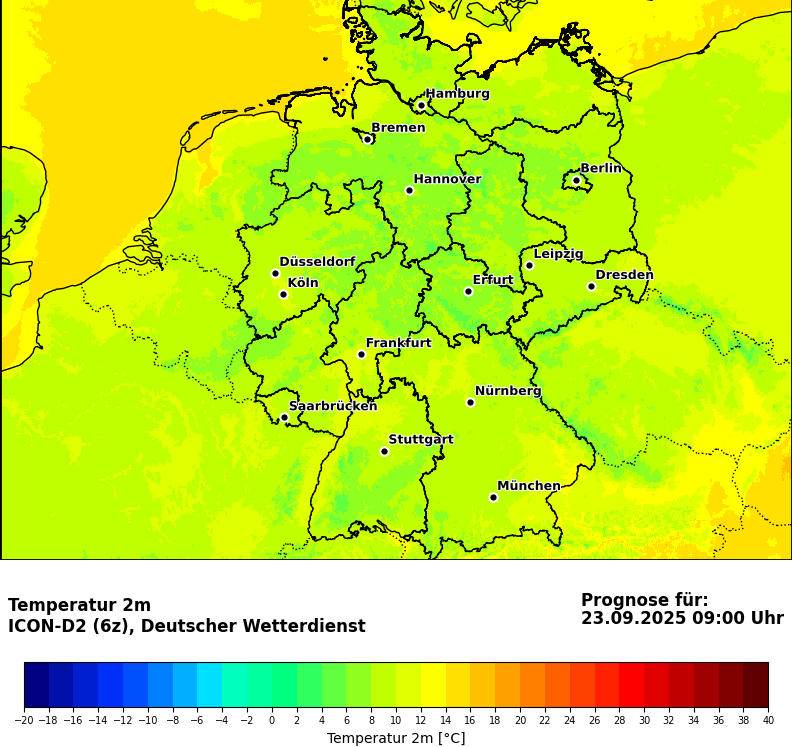 Hamburg
Bremen
Berlin
Hannover
Düsseldorf
Leipzig
Köln
Erfurt
Dresden
Frankfurt
Nürnberg
Saarbrücken
Stuttgart
München
Temperatur 2m
ICON-D2 (6z), Deutscher Wetterdienst
Prognose für:
23.09.2025 09:00 Uhr
−20 −18 −16 −14 −12 −10 −8 −6 −4 −2 0 2 4 6 8 10 12 14 16 18 20 22 24 26 28 30 32 34 36 38 40
Temperatur 2m [°C]